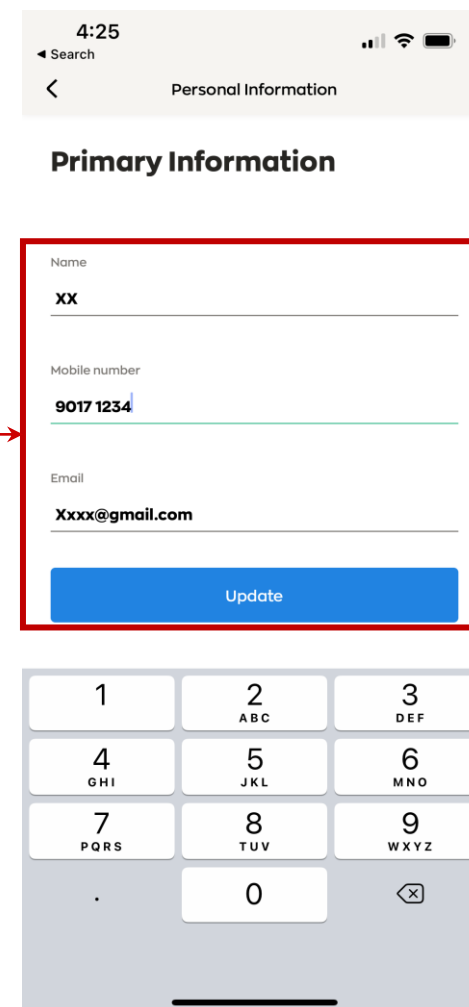 4:25
◀ Search
Personal Information
Primary Information
Name
XX
Mobile number
9017 1234
Email
Xxxx@gmail.com
Update
1 2 3
ABC DEF
4 5 6
GHI JKL MNO
7 8 9
PQRS TUV WXYZ
. 0